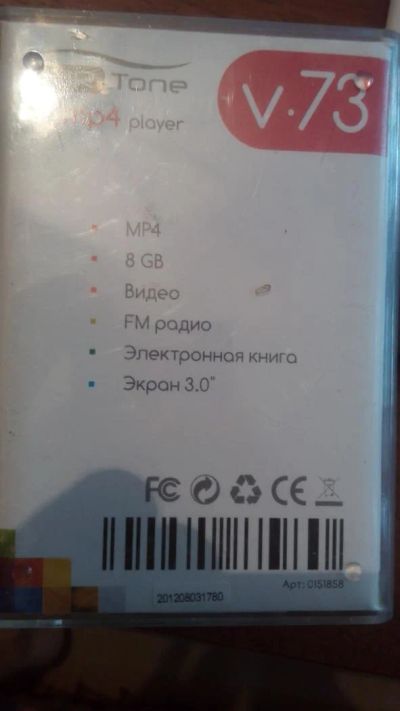 Tone
v.73
mp4 player
MP4
8 GB
Видео
FM радио
Электронная книга
Экран 3.0"
FC CE
Арт: 0151858
201208031780